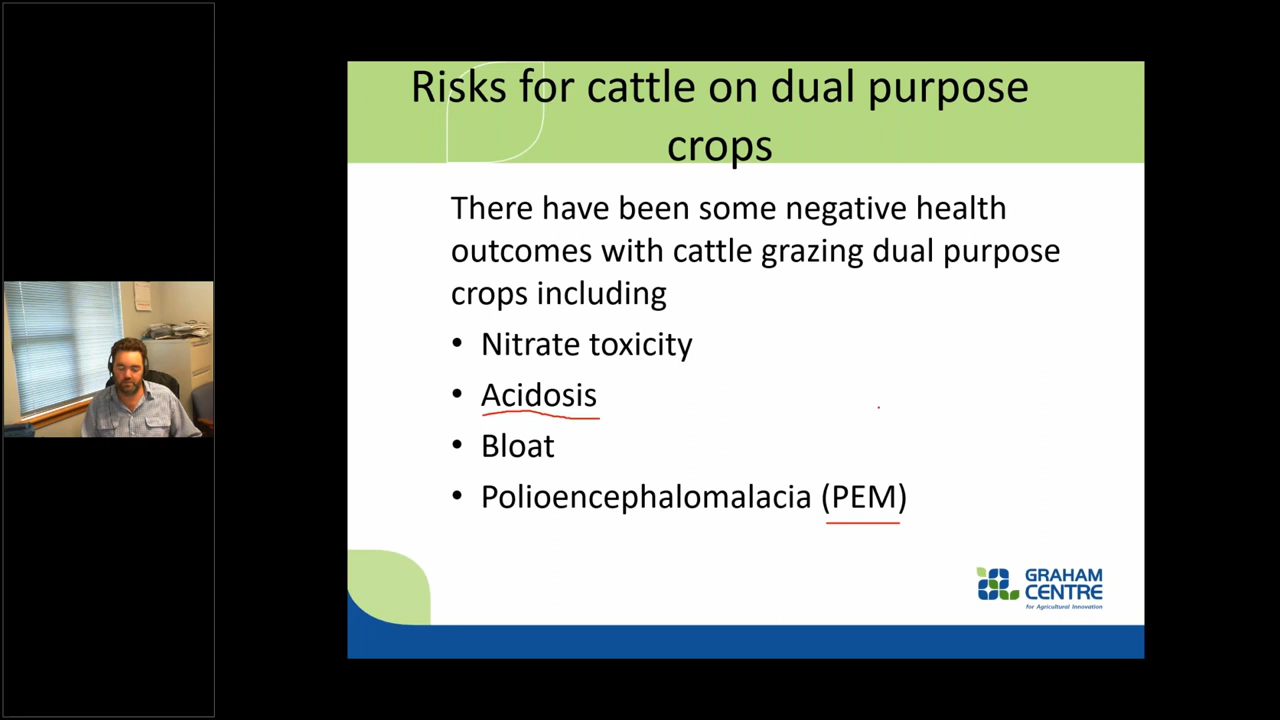 Risks for cattle on dual purpose
crops
There have been some negative health
outcomes with cattle grazing dual purpose
crops including
• Nitrate toxicity
• Acidosis
• Bloat
• Polioencephalomalacia (PEM)
GRAHAM
CENTRE
for Agricultural Innovation